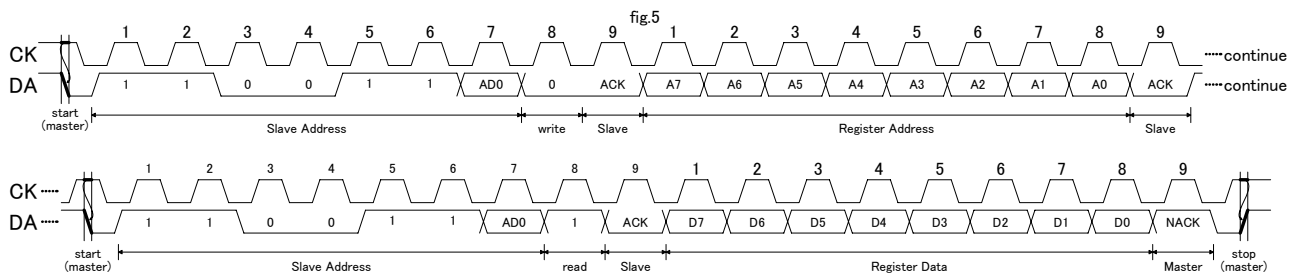 fig.5
1 2 3 4 5 6 7 8 9 1 2 3 4 5 6 7 8 9
CK ·····continue
DA 1 1 0 0 1 1 AD0 0 ACK A7 A6 A5 A4 A3 A2 A1 A0 ACK ·····continue
start
(master) Slave Address write Slave Register Address Slave
1 2 3 4 5 6 7 8 9 1 2 3 4 5 6 7 8 9
CK ·····
DA ····· 1 1 0 0 1 1 AD0 1 ACK D7 D6 D5 D4 D3 D2 D1 D0 NACK
start
(master) Slave Address read Slave Register Data Master stop
(master)